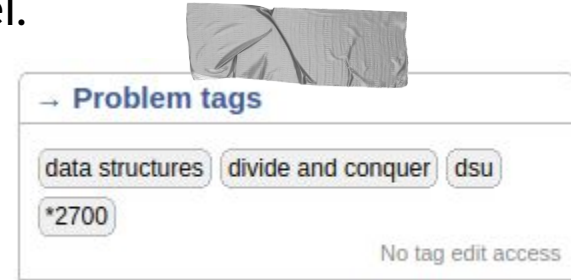 el.
→ Problem tags
data structures divide and conquer dsu
*2700
No tag edit access